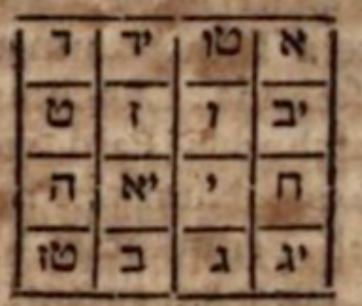 א טו יד ד
יב ו ז ט
ח י יא ה
יג ג ב טז